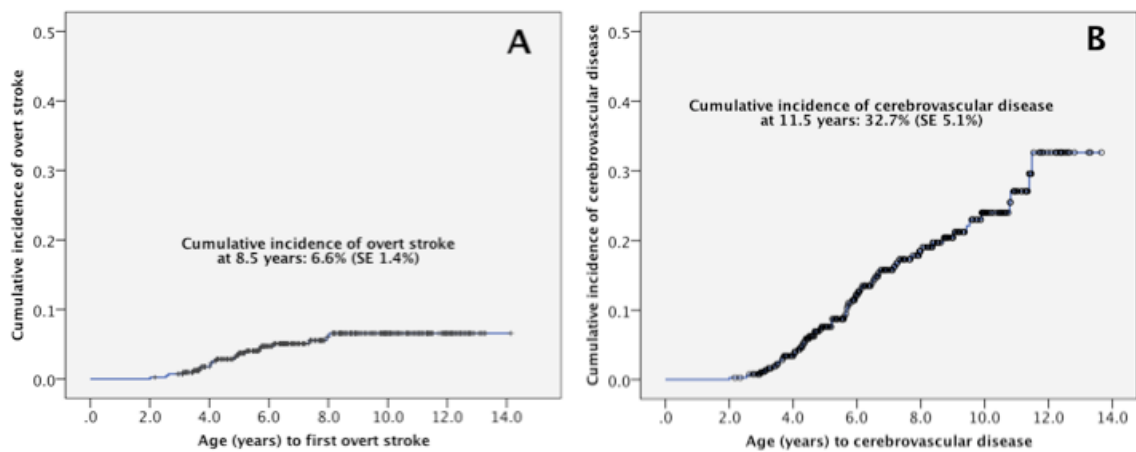 A
Cumulative incidence of overt stroke
0.5
0.4
0.3
0.2
0.1
0.0
Cumulative incidence of overt stroke
at 8.5 years: 6.6% (SE 1.4%)
.0 2.0 4.0 6.0 8.0 10.0 12.0 14.0
Age (years) to first overt stroke
B
Cumulative incidence of cerebrovascular disease
0.5
0.4
0.3
0.2
0.1
0.0
Cumulative incidence of cerebrovascular disease
at 11.5 years: 32.7% (SE 5.1%)
.0 2.0 4.0 6.0 8.0 10.0 12.0 14.0
Age (years) to cerebrovascular disease